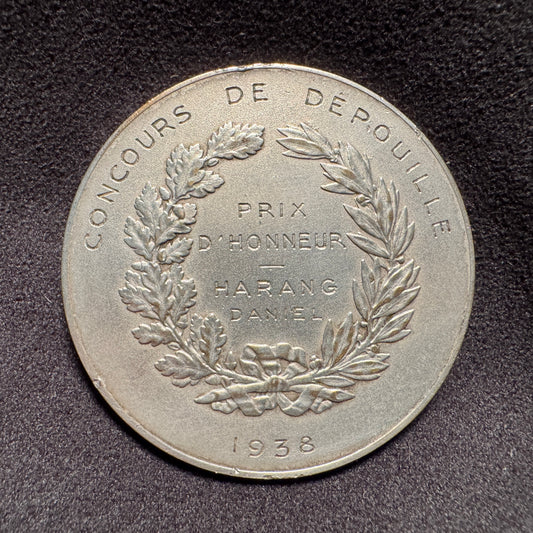 CONCOURS DE DÉPOUILLE
PRIX
D'HONNEUR
HARANG
DANIEL
1938